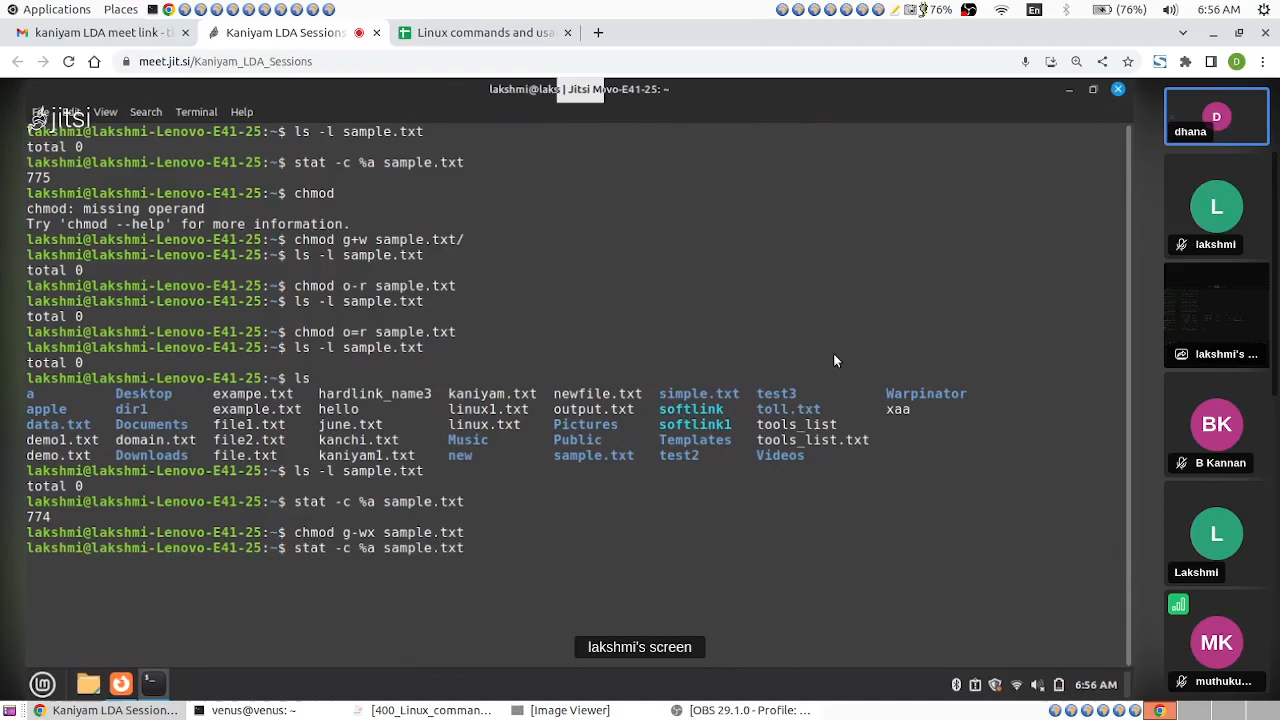 Applications Places 76% En (76%) 6:56 AM
kaniyam LDA meet link - t Kaniyam LDA Sessions Linux commands and usa
meet.jit.si/Kaniyam_LDA_Sessions D
lakshmi@laks | Jitsi M ovo-E41-25: ~
File Edit View Search Terminal Help
jitsi
lakshmi@lakshmi-Lenovo-E41-25:~$ ls -l sample.txt
total 0
lakshmi@lakshmi-Lenovo-E41-25:~$ stat -c %a sample.txt
775
lakshmi@lakshmi-Lenovo-E41-25:~$ chmod
chmod: missing operand
Try 'chmod --help' for more information.
lakshmi@lakshmi-Lenovo-E41-25:~$ chmod g+w sample.txt/
lakshmi@lakshmi-Lenovo-E41-25:~$ ls -l sample.txt
total 0
lakshmi@lakshmi-Lenovo-E41-25:~$ chmod o-r sample.txt
lakshmi@lakshmi-Lenovo-E41-25:~$ ls -l sample.txt
total 0
lakshmi@lakshmi-Lenovo-E41-25:~$ chmod o=r sample.txt
lakshmi@lakshmi-Lenovo-E41-25:~$ ls -l sample.txt
total 0
lakshmi@lakshmi-Lenovo-E41-25:~$ ls
a Desktop exampe.txt hardlink_name3 kaniyam.txt newfile.txt simple.txt test3 Warpinator
apple dir1 example.txt hello linux1.txt output.txt softlink toll.txt xaa
data.txt Documents file1.txt june.txt linux.txt Pictures softlink1 tools_list
demo1.txt domain.txt file2.txt kanchi.txt Music Public Templates tools_list.txt
demo.txt Downloads file.txt kaniyam1.txt new sample.txt test2 Videos
lakshmi@lakshmi-Lenovo-E41-25:~$ ls -l sample.txt
total 0
lakshmi@lakshmi-Lenovo-E41-25:~$ stat -c %a sample.txt
774
lakshmi@lakshmi-Lenovo-E41-25:~$ chmod g-wx sample.txt
lakshmi@lakshmi-Lenovo-E41-25:~$ stat -c %a sample.txt
lakshmi's screen
6:56 AM
D
dhana
L
lakshmi
lakshmi's ...
BK
B Kannan
L
Lakshmi
MK
muthuku...
Kaniyam LDA Session... venus@venus: ~ [400_Linux_comman... [Image Viewer] [OBS 29.1.0 - Profile: ...